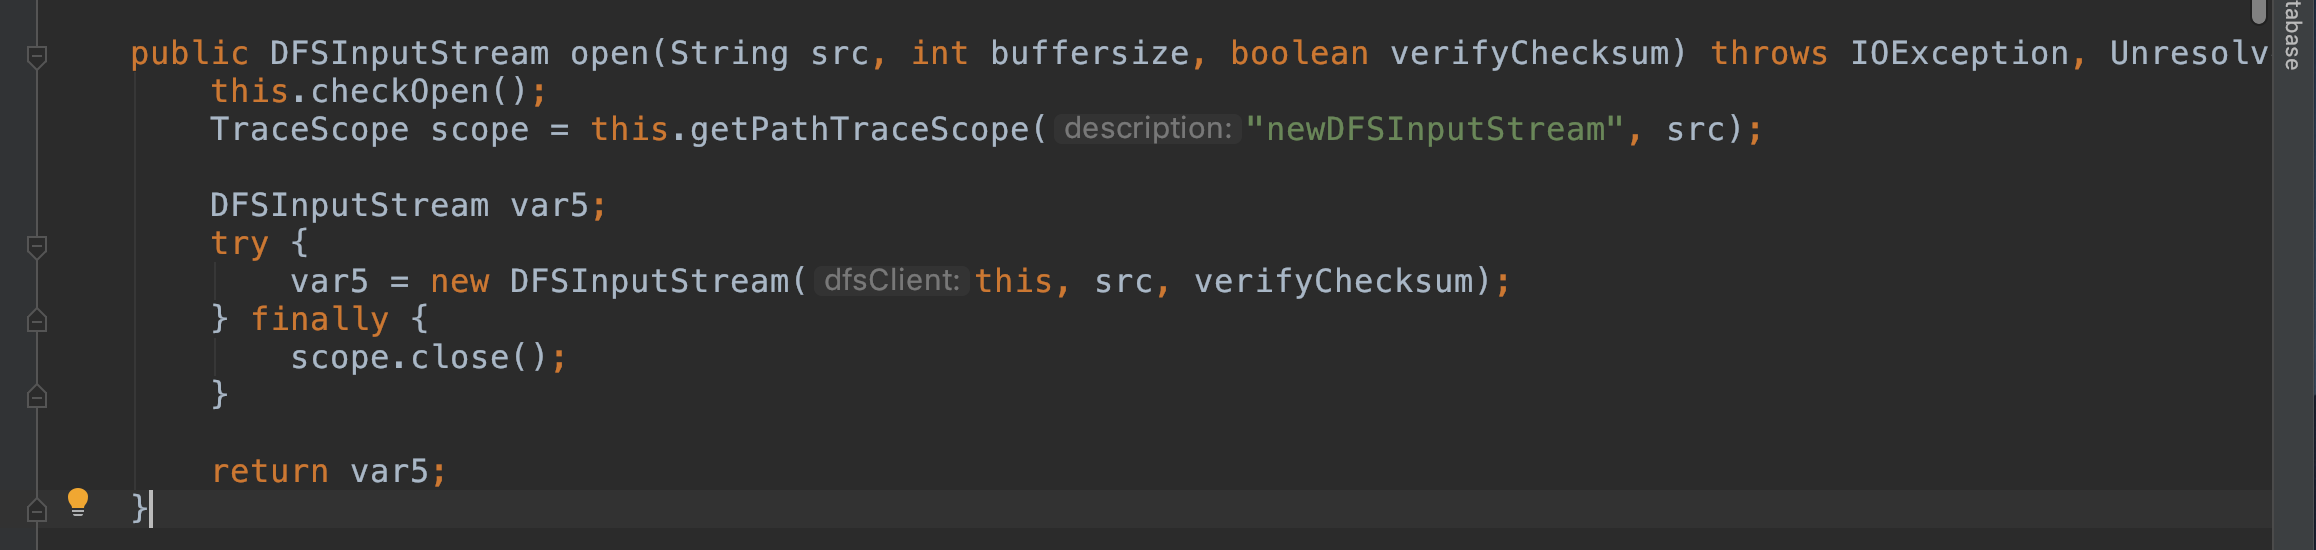 public DFSInputStream open(String src, int buffersize, boolean verifyChecksum) throws IOException, Unresolv
this.checkOpen();
TraceScope scope = this.getPathTraceScope( description: "newDFSInputStream", src);
DFSInputStream var5;
try {
var5 = new DFSInputStream( dfsClient: this, src, verifyChecksum);
} finally {
scope.close();
}
return var5;
}
tabase